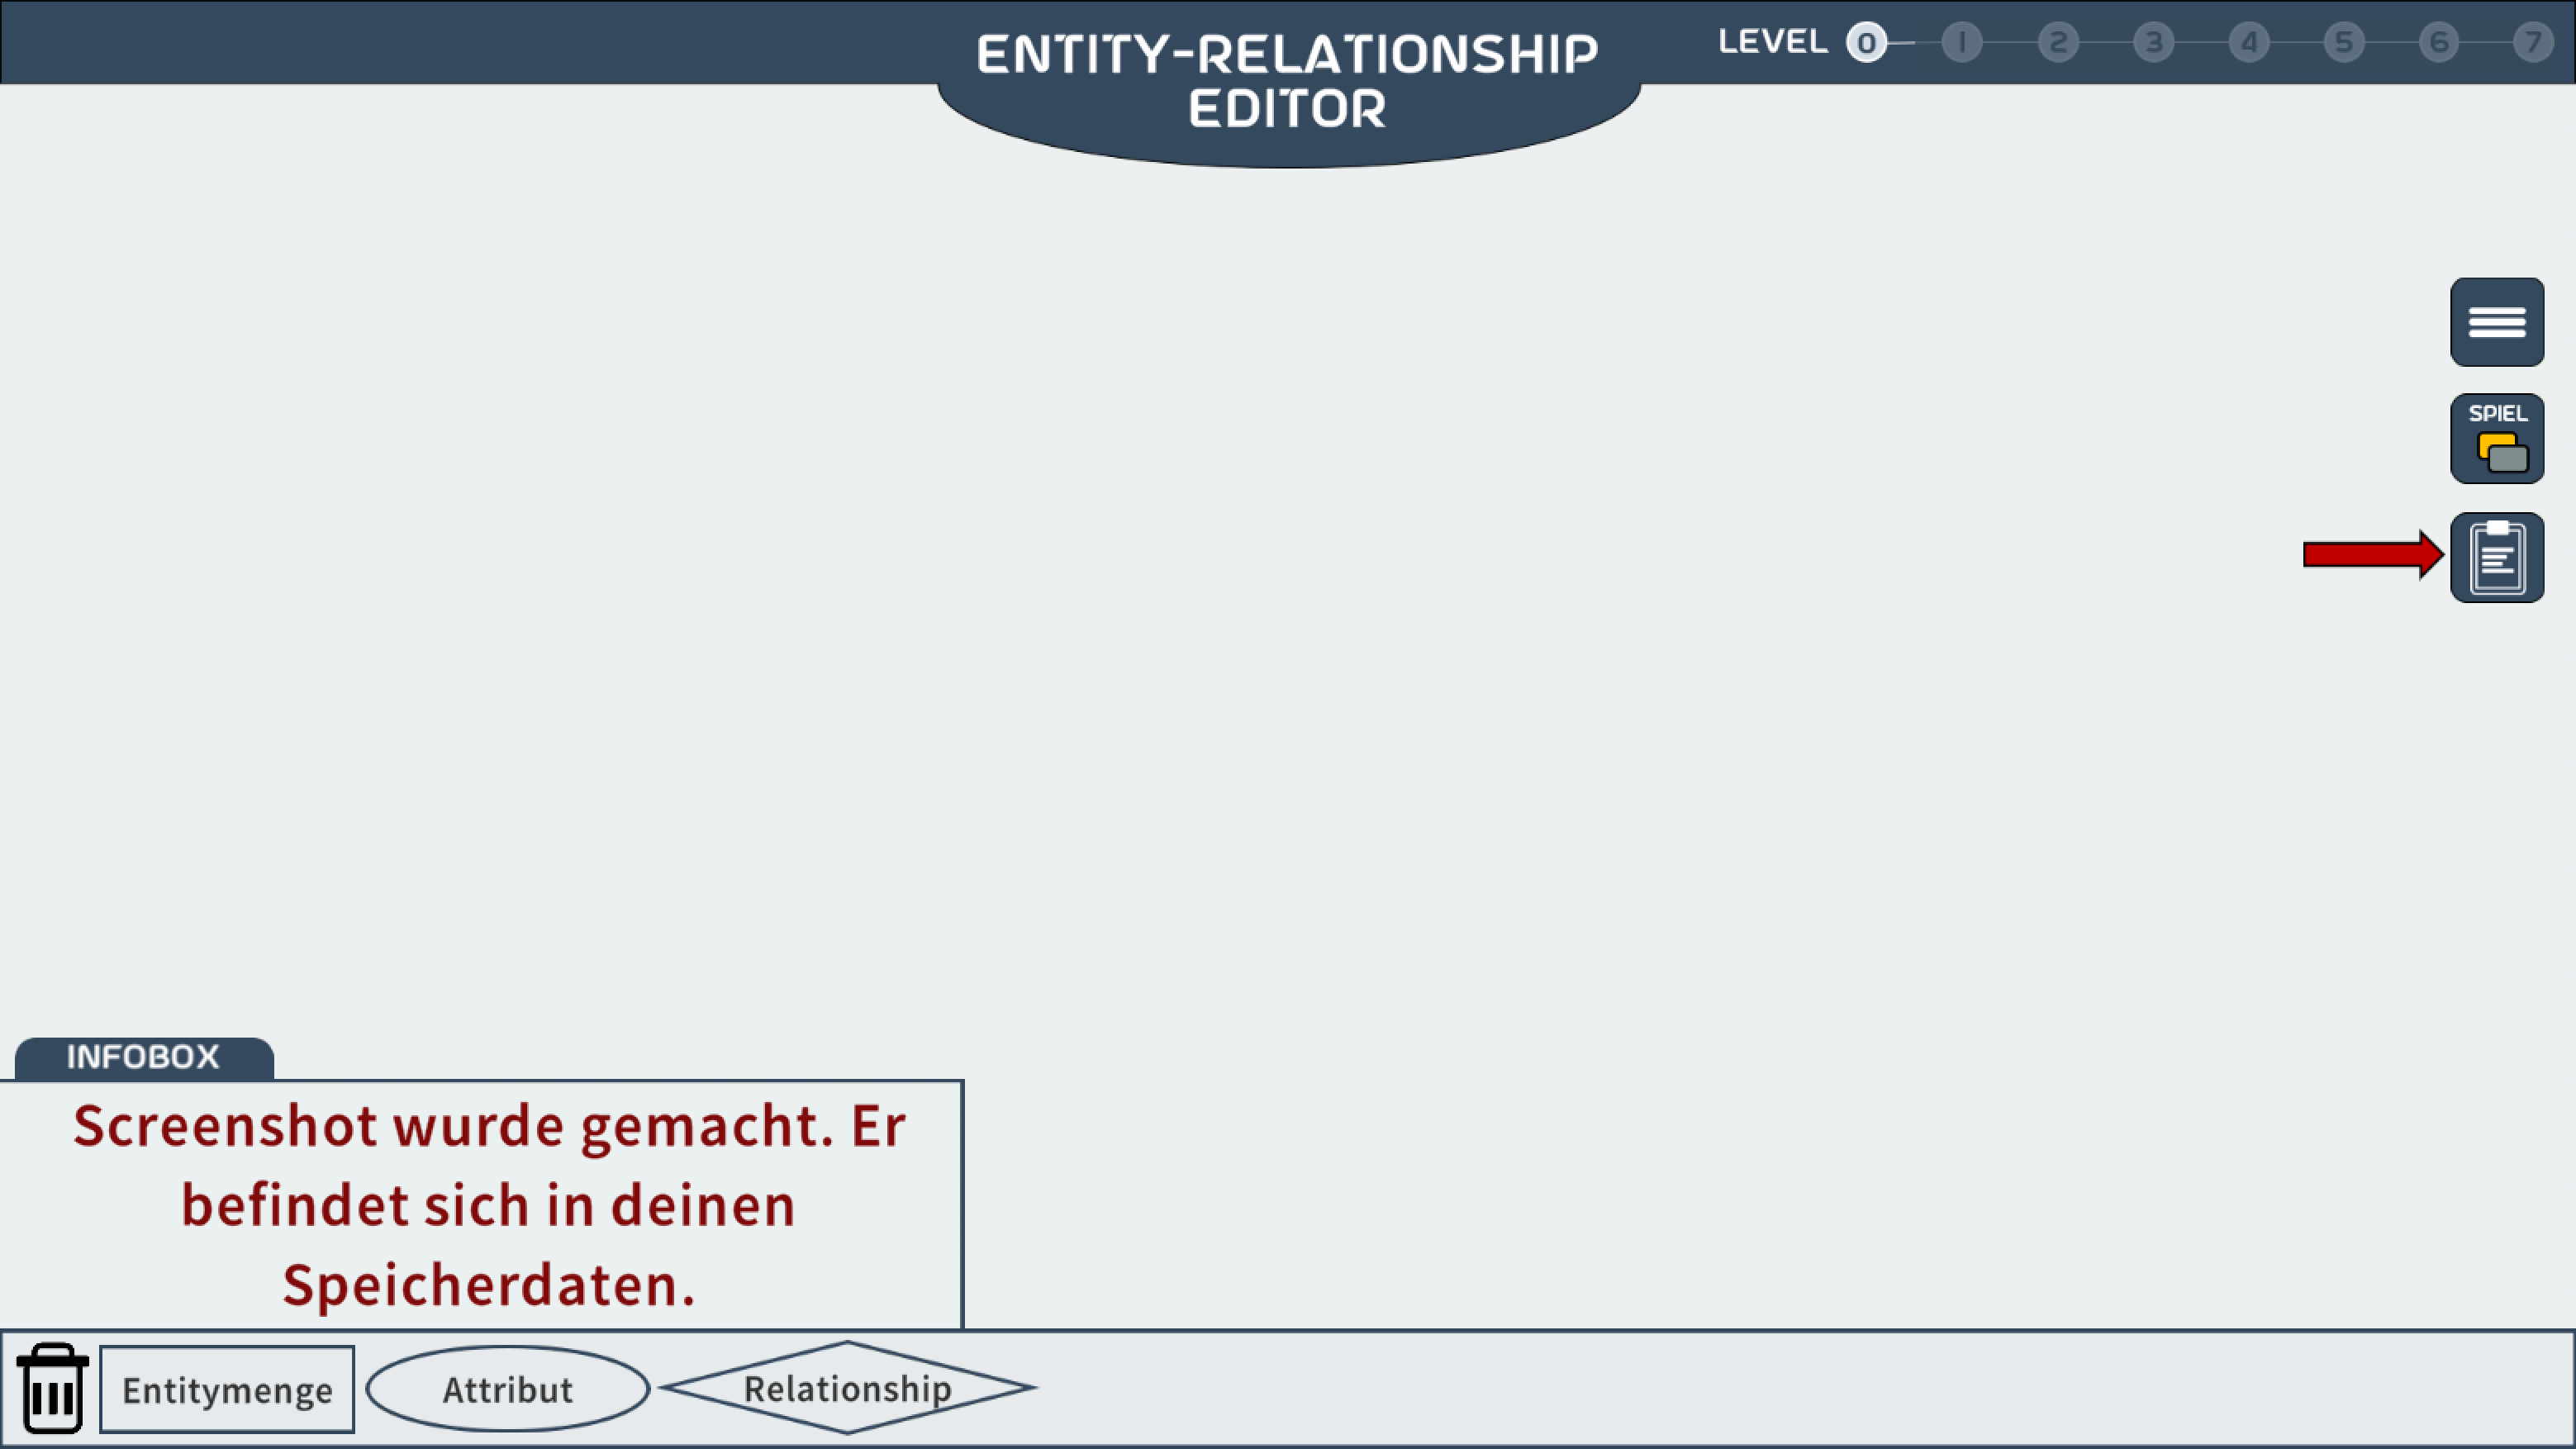 ENTITY-RELATIONSHIP
EDITOR
LEVEL 0 1 2 3 4 5 6 7
SPIEL
INFOBOX
Screenshot wurde gemacht. Er
befindet sich in deinen
Speicherdaten.
Entitymenge
Attribut
Relationship